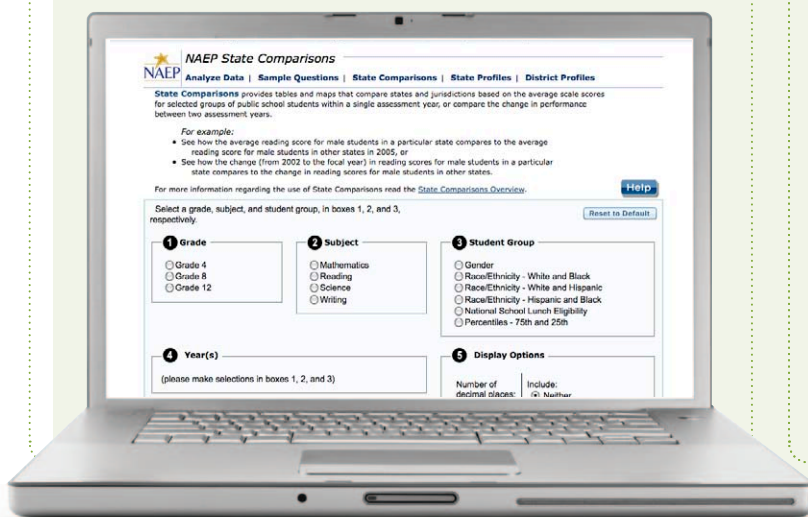 NAEP State Comparisons
NAEP
Analyze Data | Sample Questions | State Comparisons | State Profiles | District Profiles
State Comparisons provides tables and maps that compare states and jurisdictions based on the average scale scores
for selected groups of public school students within a single assessment year, or compare the change in performance
between two assessment years.
For example:
• See how the average reading score for male students in a particular state compares to the average
reading score for male students in other states in 2005, or
• See how the change (from 2002 to the focal year) in reading scores for male students in a particular
state compares to the change in reading scores for male students in other states.
For more information regarding the use of State Comparisons read the State Comparisons Overview.
Help
Select a grade, subject, and student group, in boxes 1, 2, and 3,
respectively.
Reset to Default
1 Grade
Grade 4
Grade 8
Grade 12
2 Subject
Mathematics
Reading
Science
Writing
3 Student Group
Gender
Race/Ethnicity - White and Black
Race/Ethnicity - White and Hispanic
Race/Ethnicity - Hispanic and Black
National School Lunch Eligibility
Percentiles - 75th and 25th
4 Year(s)
(please make selections in boxes 1, 2, and 3)
5 Display Options
Number of
decimal places:
Include:
Neither